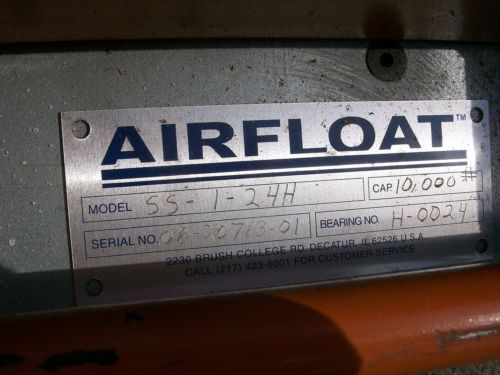 AIRFLOAT™
MODEL SS-1-24H CAP. 10,000#
SERIAL NO. 06-20763-01 BEARING NO. H-0024
2230 BRUSH COLLEGE RD. DECATUR, IL 62526 U.S.A.
CALL (217) 423-6001 FOR CUSTOMER SERVICE